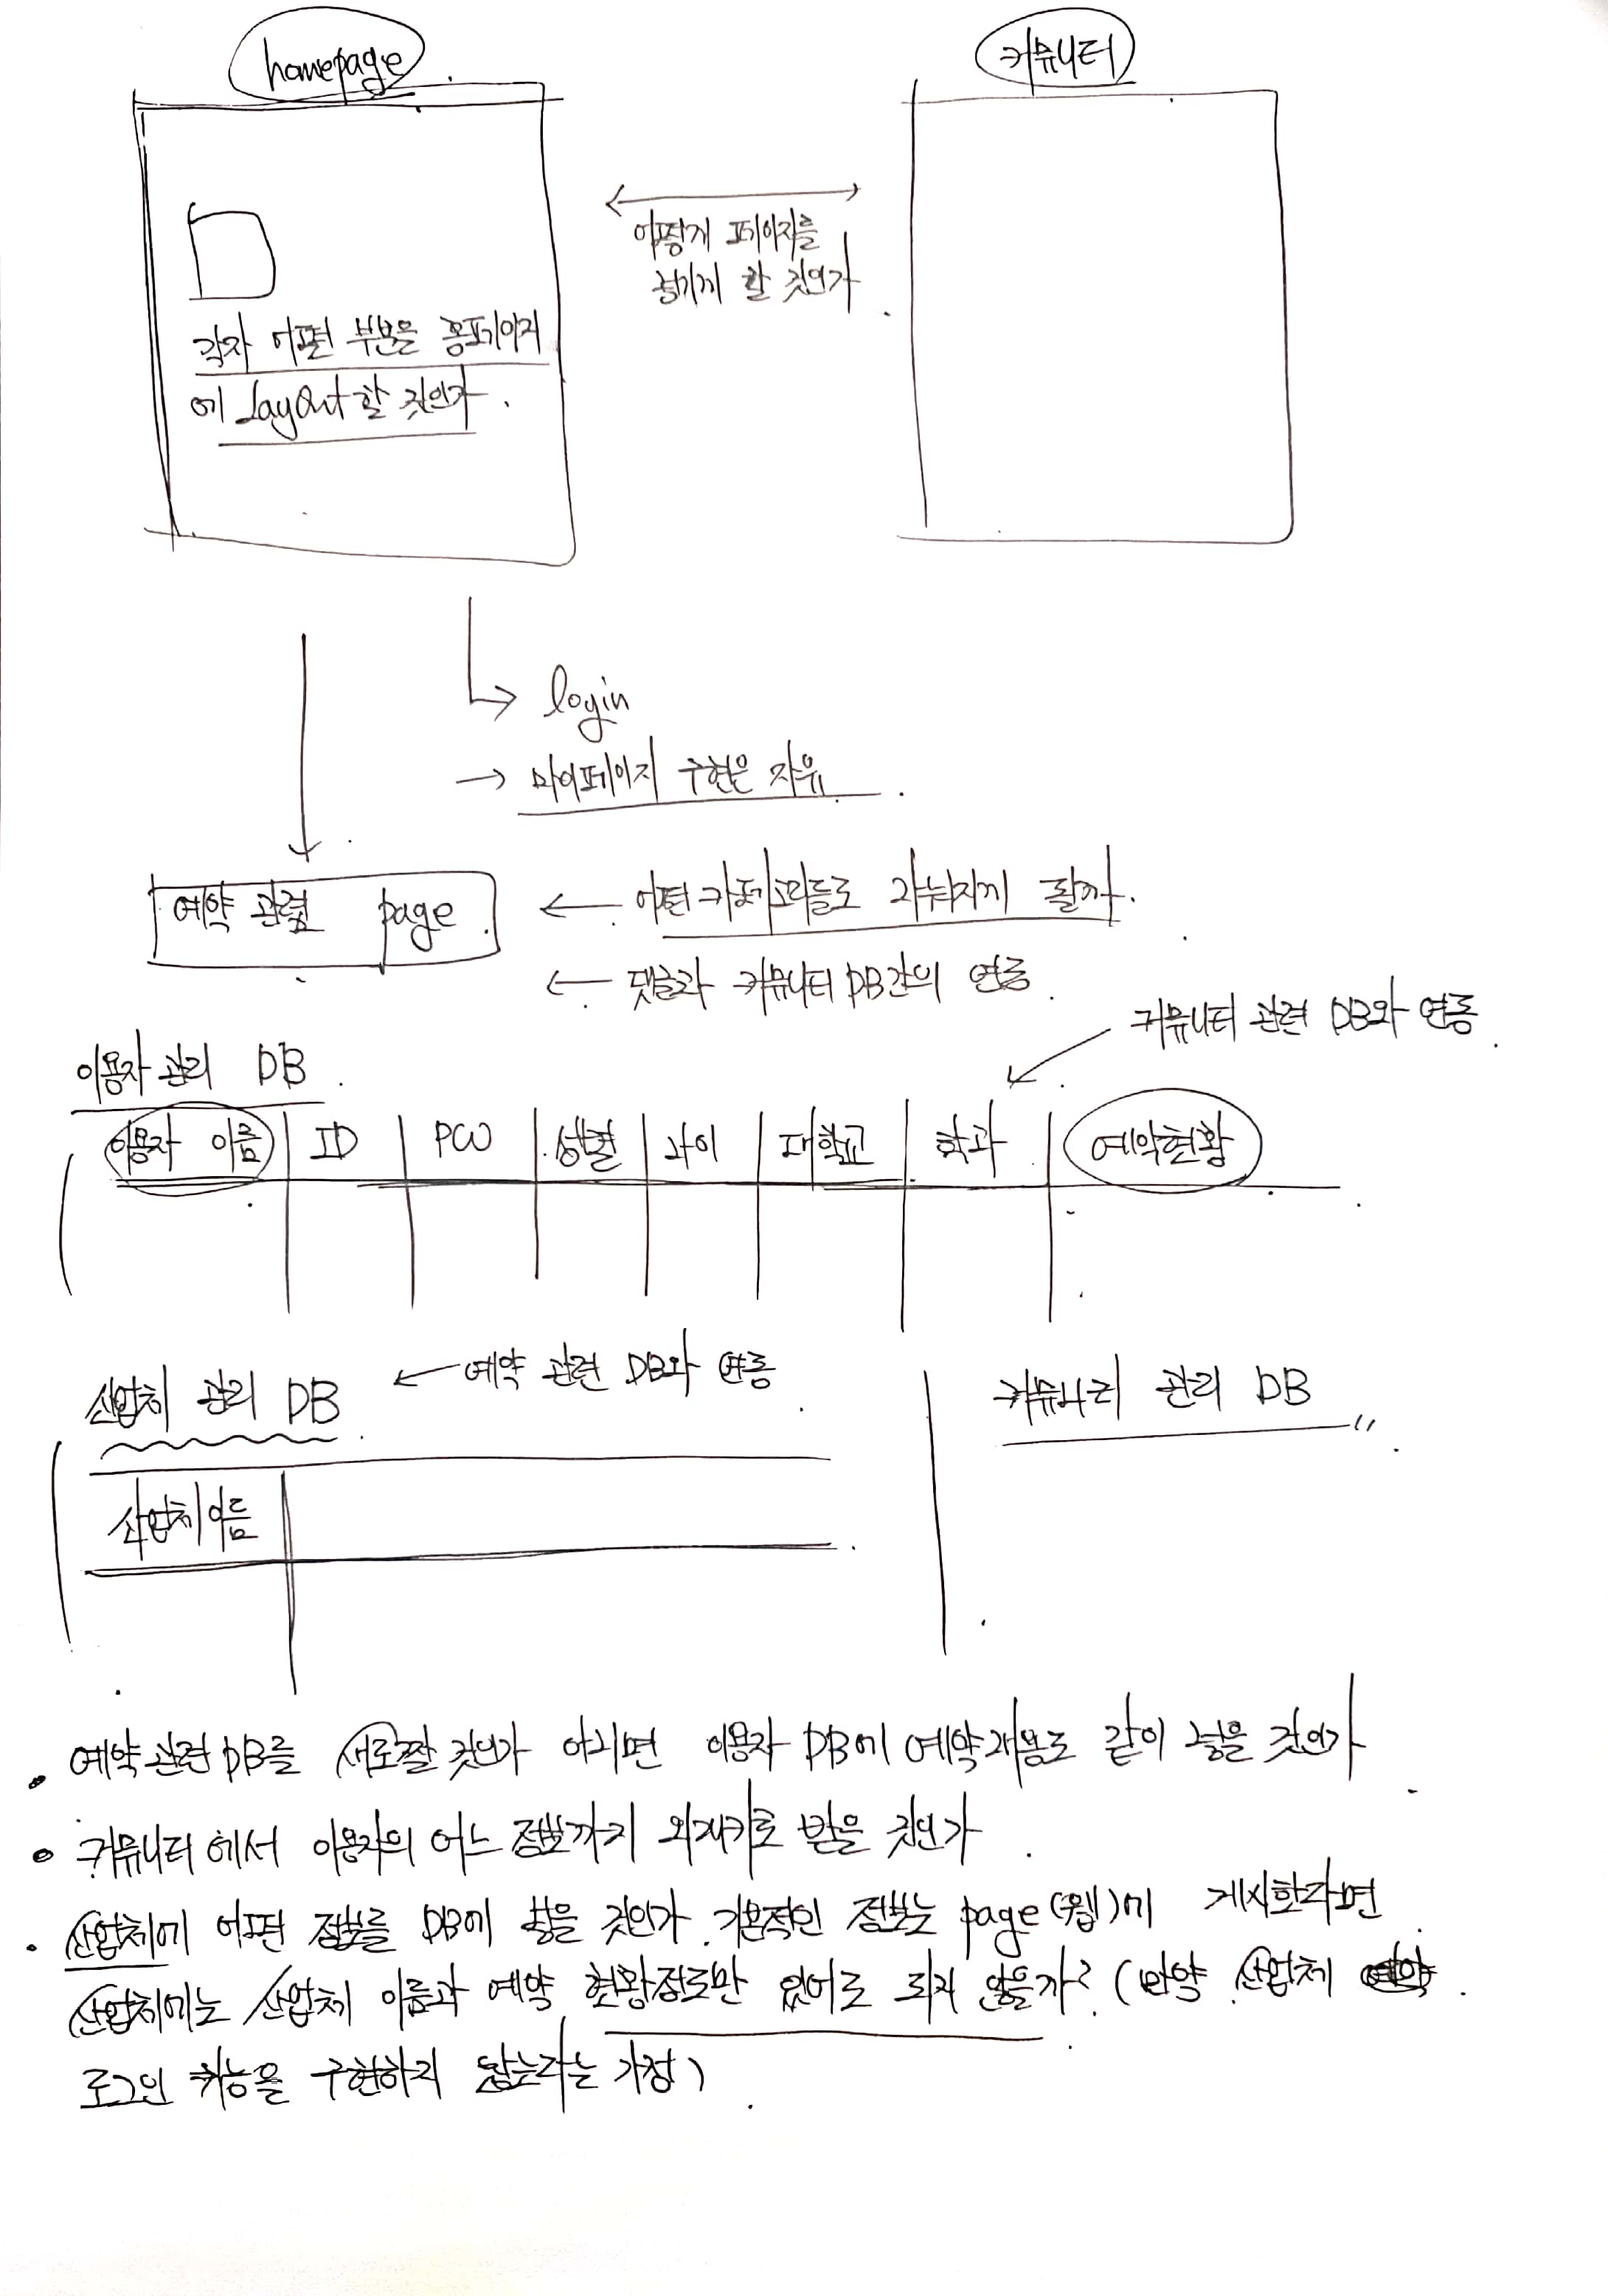 homepage
커뮤니티
어떻게 페이지를
넘기게 할 것인가
각자 어떤 부분을 홈페이지
에 Layout 할 것인가.
login
→ 마이페이지 구현은 자유.
예약 관련 page
← 어떤 카테고리들로 나눠지게 할까.
← 댓글과 커뮤니티 DB간의 연동.
커뮤니티 관련 DB와 연동.
이용자 관리 DB.
이용자 이름 ID PW 성별 나이 대학교 학과 예약현황
산업체 관리 DB
← 예약 관련 DB와 연동.
커뮤니티 관리 DB
산업체이름
• 예약관련 DB를 새로짤 것인가 아니면 이용자 DB에 예약내용도 같이 넣을 것인가
• 커뮤니티에서 이용자의 어느 정보까지 외래키로 받을 것인가.
• 산업체에 어떤 정보를 DB에 넣을 것인가. 기본적인 정보는 page(웹)에 게시한다면
산업체에는 산업체 이름과 예약 현황정도만 있어도 되지 않을까? (만약 산업체
로그인 기능을 구현하지 않는다는 가정).